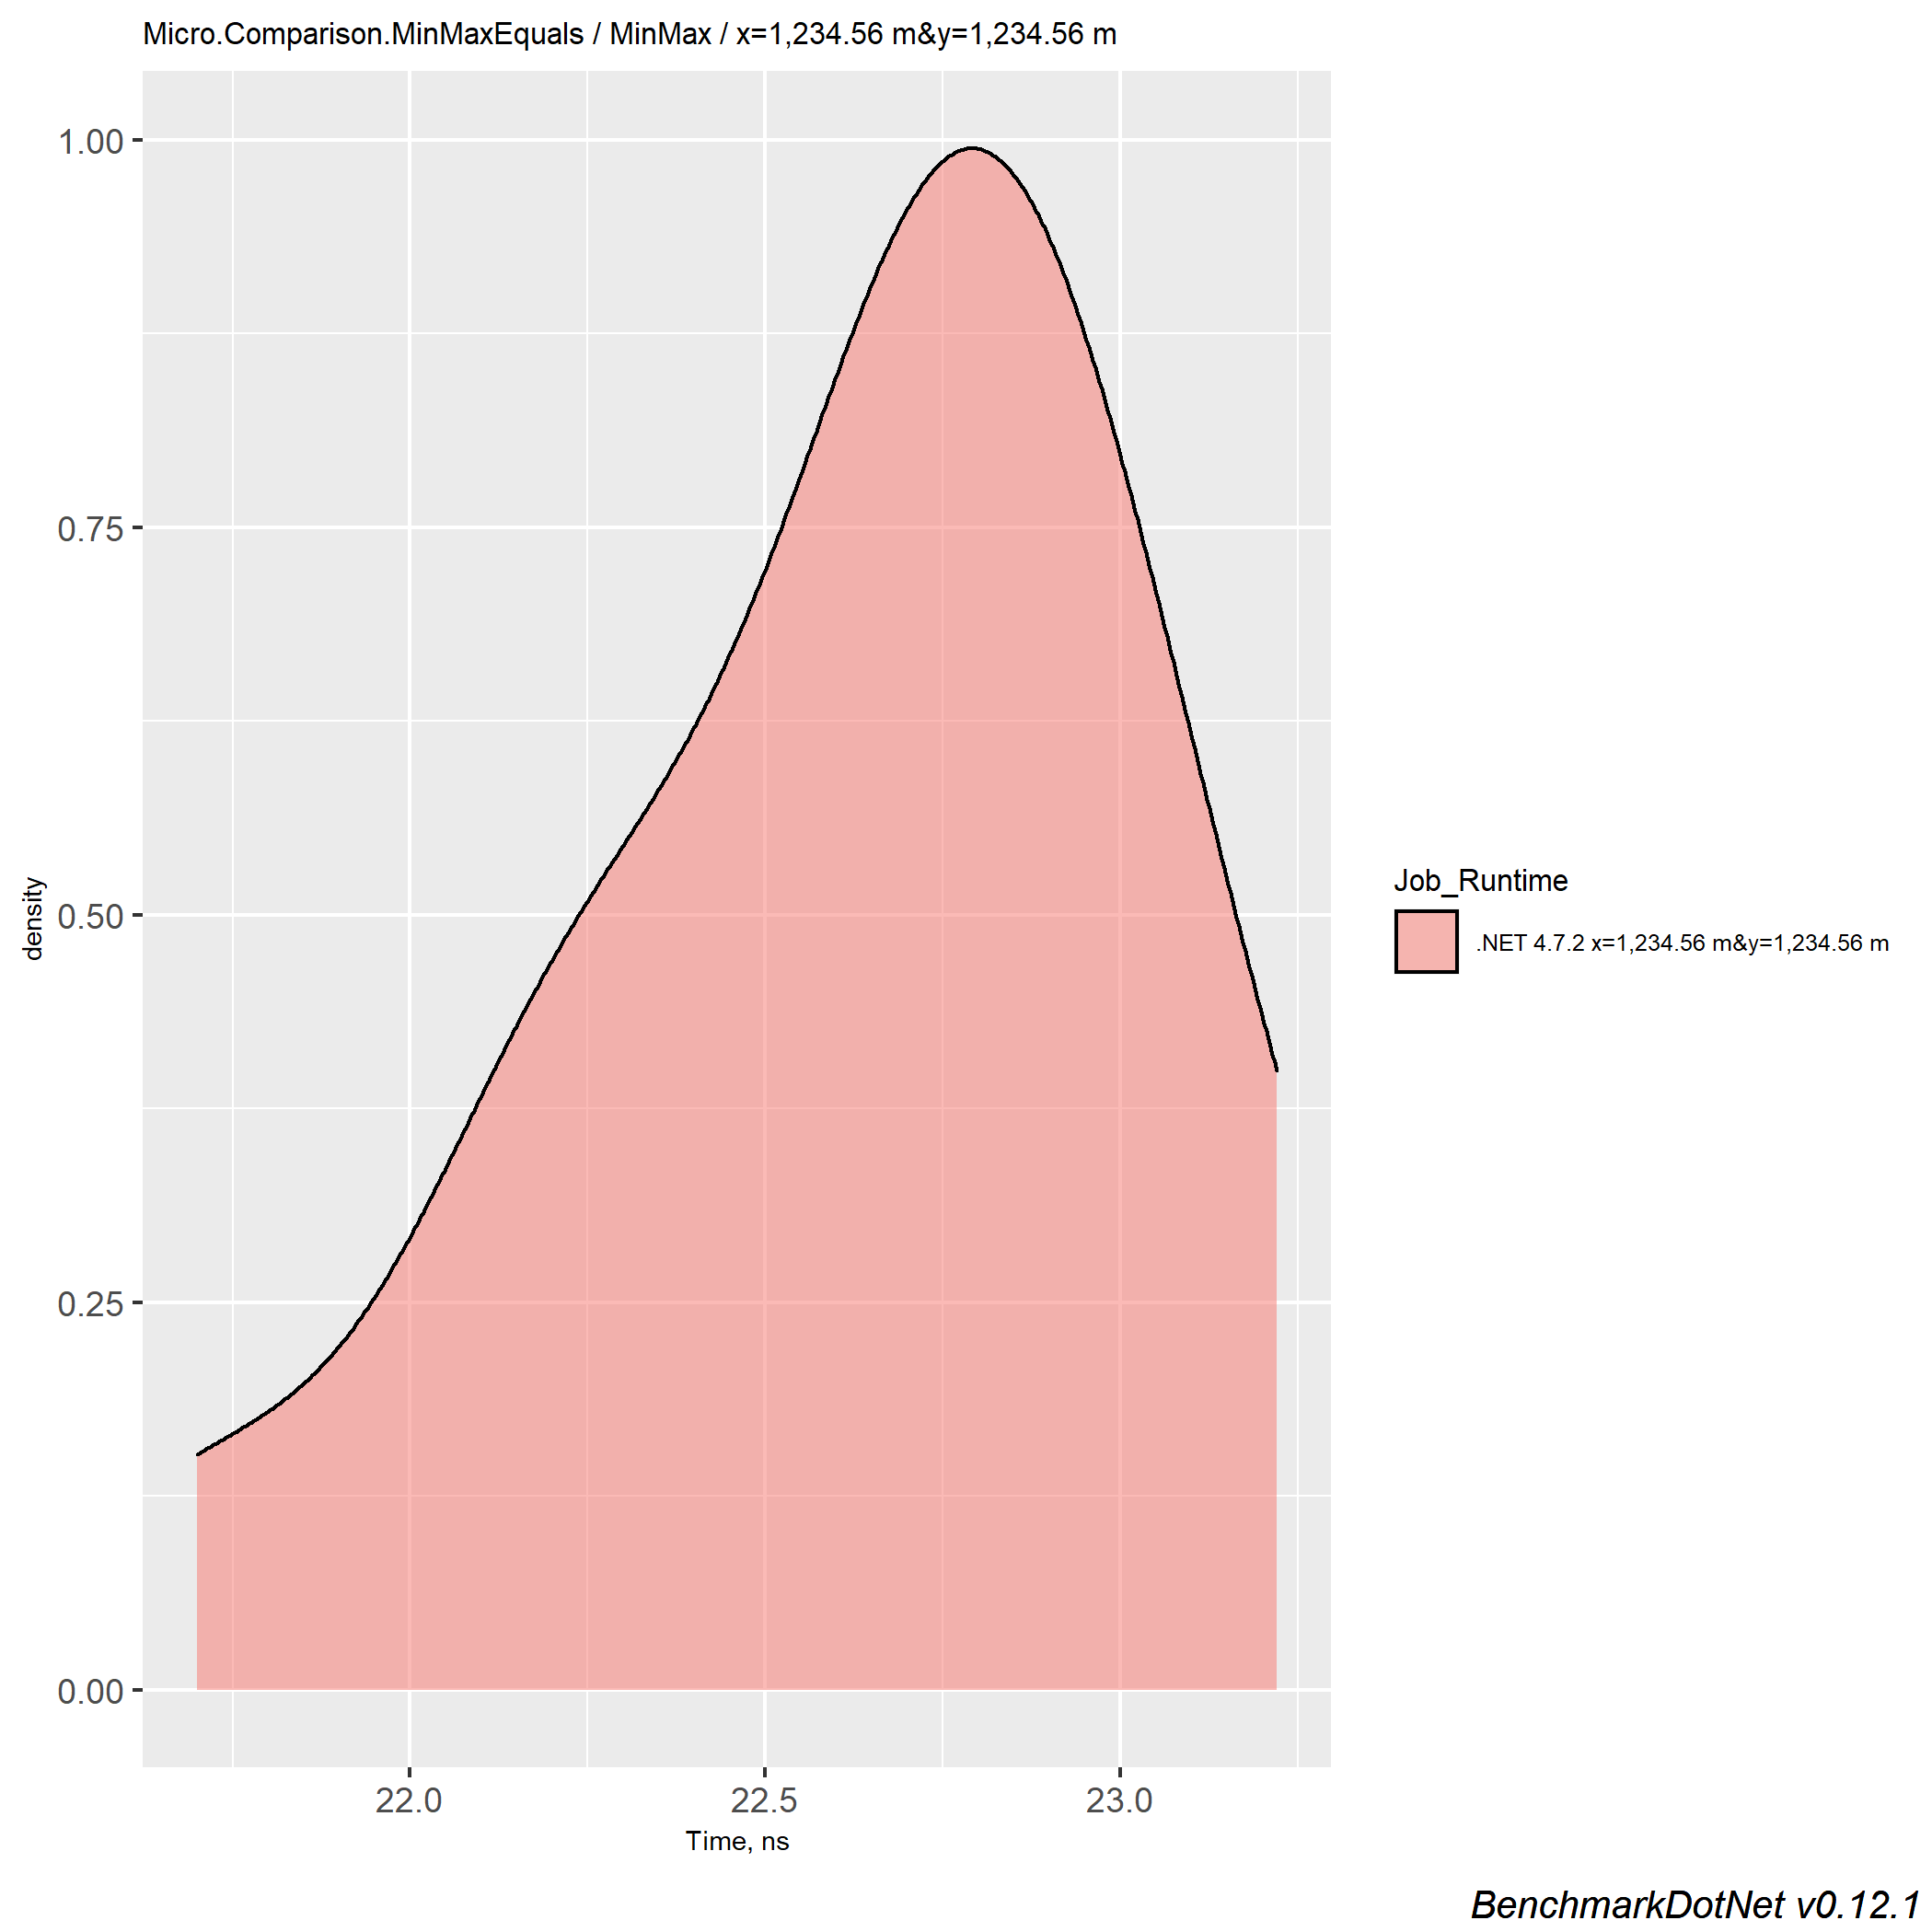 Micro.Comparison.MinMaxEquals / MinMax / x=1,234.56 m&y=1,234.56 m
1.00
0.75
0.50
0.25
0.00
density
22.0 22.5 23.0
Time, ns
Job_Runtime
.NET 4.7.2 x=1,234.56 m&y=1,234.56 m
BenchmarkDotNet v0.12.1